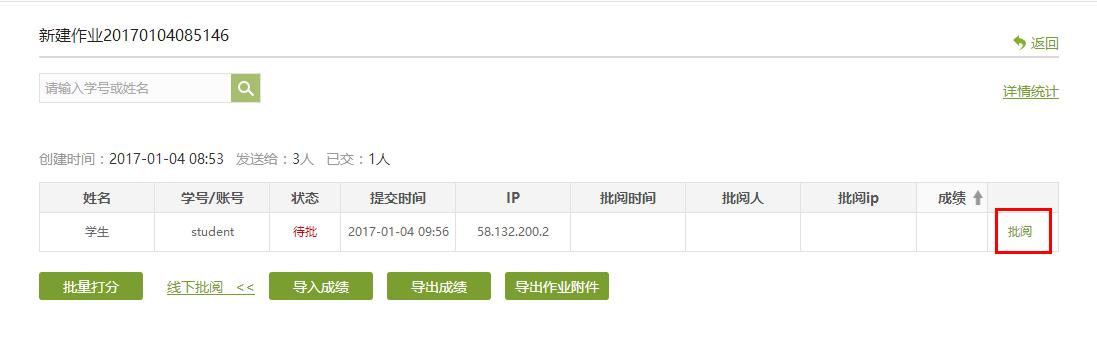 新建作业20170104085146
返回
请输入学号或姓名
详情统计
创建时间：2017-01-04 08:53 发送给：3人 已交：1人
姓名 学号/账号 状态 提交时间 IP 批阅时间 批阅人 批阅ip 成绩
学生 student 待批 2017-01-04 09:56 58.132.200.2 批阅
批量打分 线下批阅 << 导入成绩 导出成绩 导出作业附件